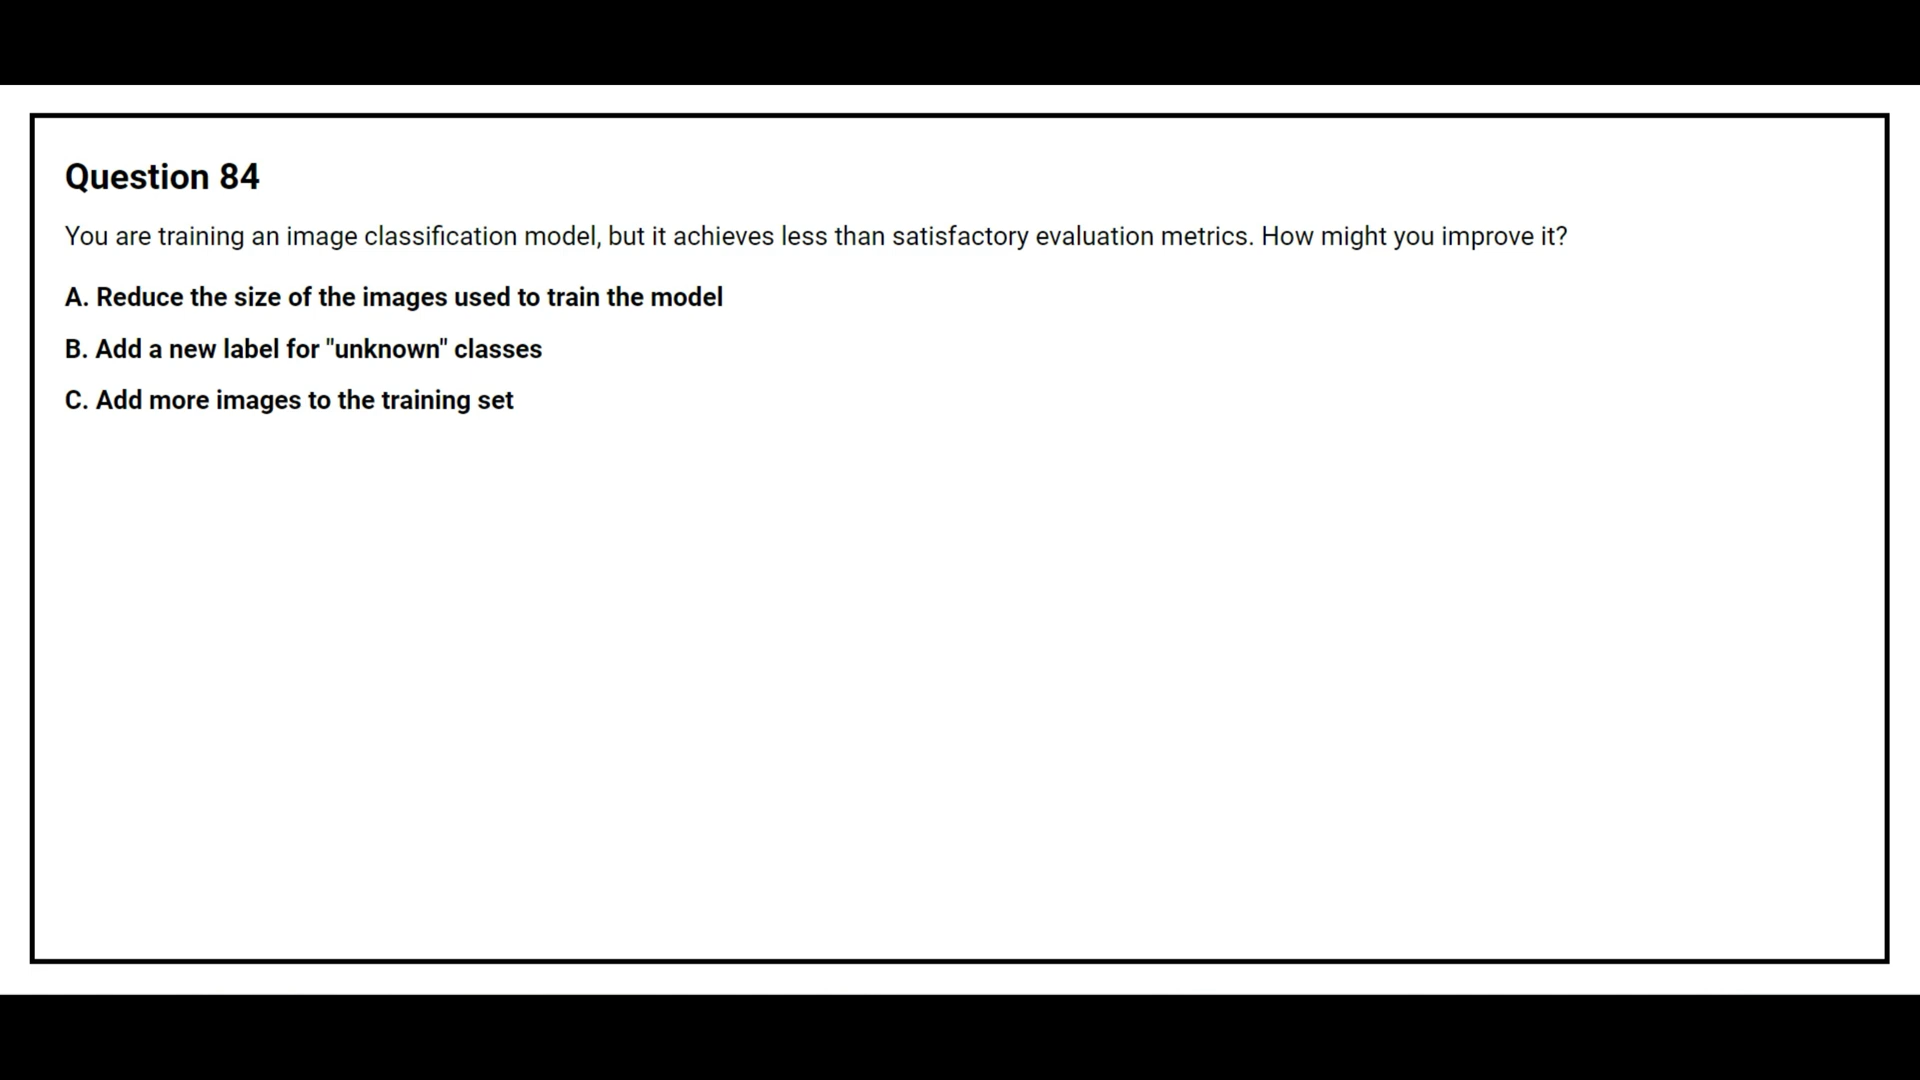 Question 84
You are training an image classification model, but it achieves less than satisfactory evaluation metrics. How might you improve it?
A. Reduce the size of the images used to train the model
B. Add a new label for "unknown" classes
C. Add more images to the training set